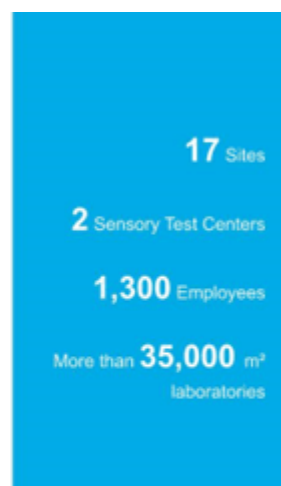 17 Sites
2 Sensory Test Centers
1,300 Employees
More than 35,000 m²
laboratories